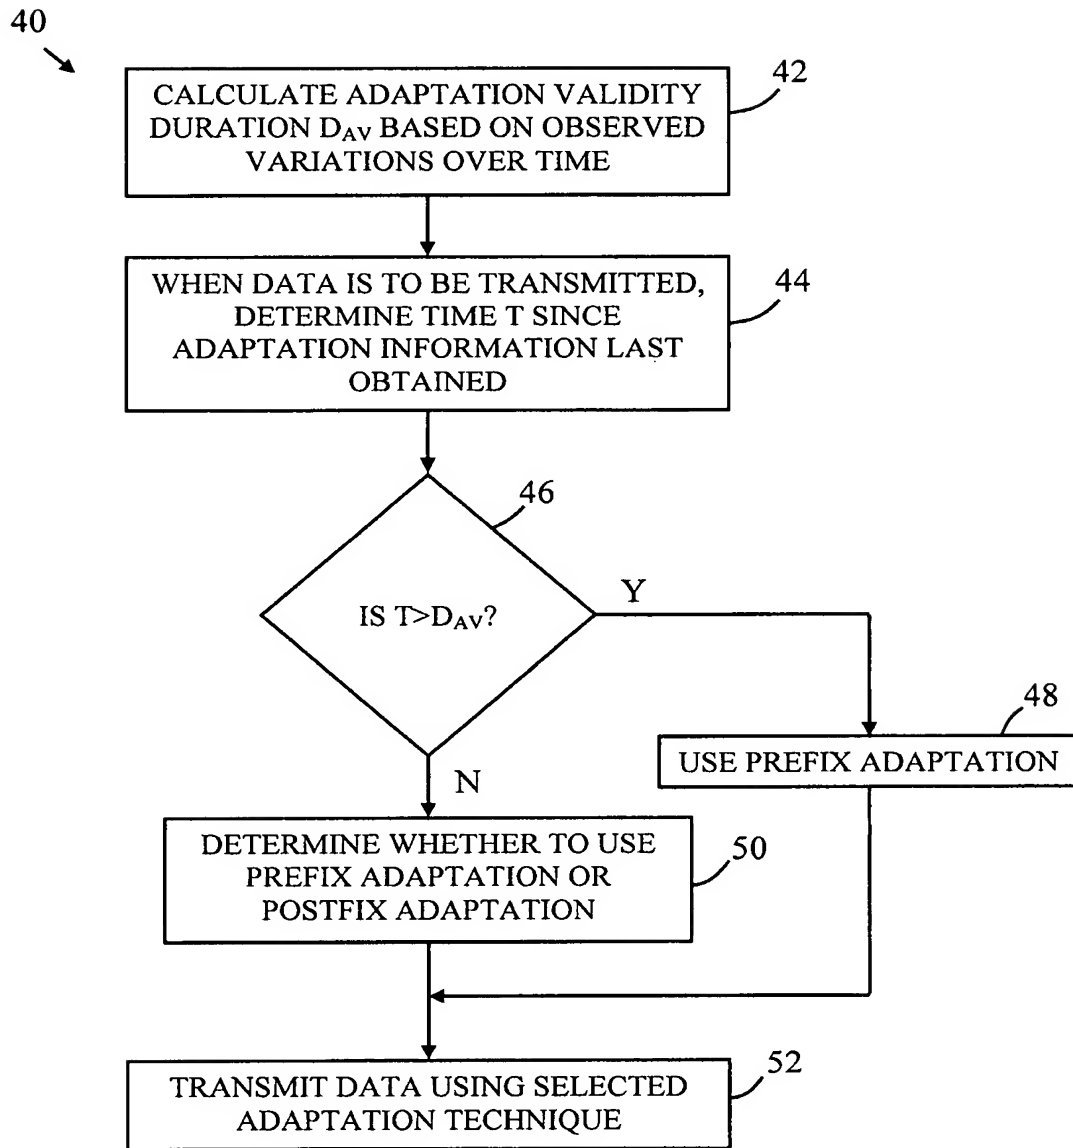 40
42
CALCULATE ADAPTATION VALIDITY
DURATION DAV BASED ON OBSERVED
VARIATIONS OVER TIME
44
WHEN DATA IS TO BE TRANSMITTED,
DETERMINE TIME T SINCE
ADAPTATION INFORMATION LAST
OBTAINED
46
IS T>DAV?
Y
48
USE PREFIX ADAPTATION
N
50
DETERMINE WHETHER TO USE
PREFIX ADAPTATION OR
POSTFIX ADAPTATION
52
TRANSMIT DATA USING SELECTED
ADAPTATION TECHNIQUE